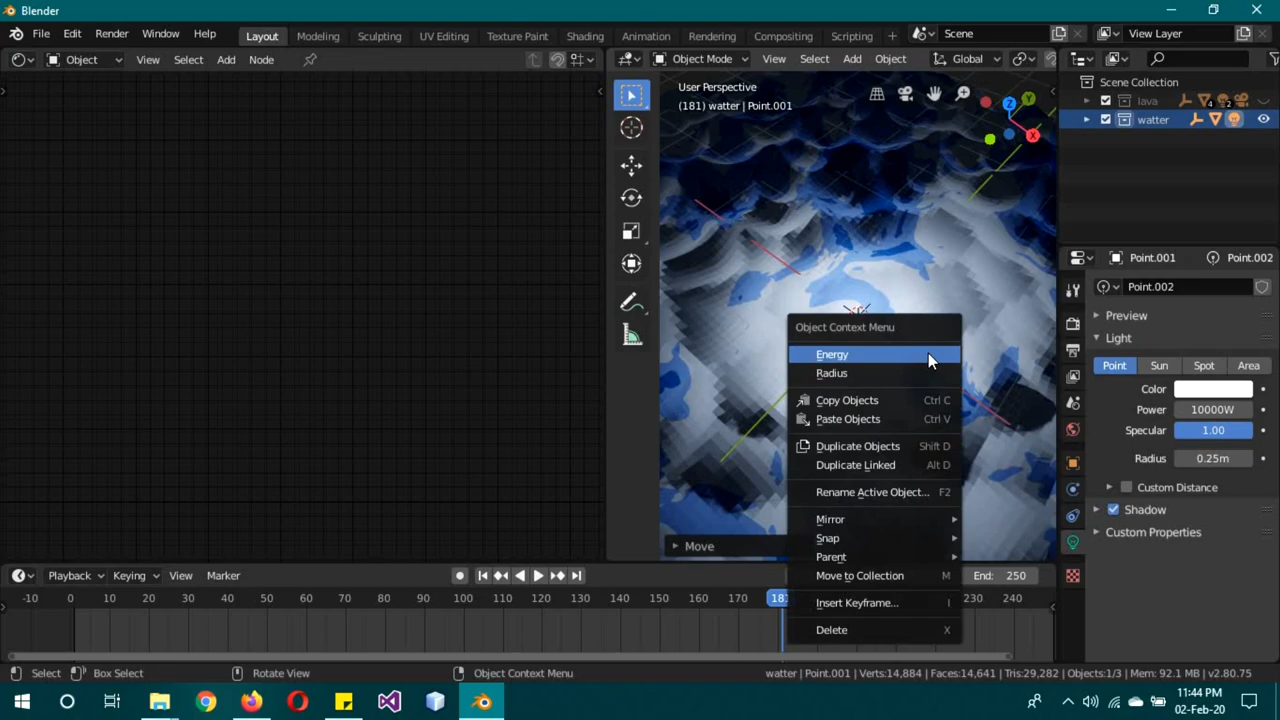 Blender
File Edit Render Window Help Layout Modeling Sculpting UV Editing Texture Paint Shading Animation Rendering Compositing Scripting + Scene View Layer
Object View Select Add Node Object Mode View Select Add Object Global
User Perspective
(181) watter | Point.001
Scene Collection
lava 4 2
watter
Z Y X
Point.001 Point.002
Point.002
Preview
Light
Point Sun Spot Area
Color
Power 10000W
Specular 1.00
Radius 0.25m
Custom Distance
Shadow
Custom Properties
Object Context Menu
Energy
Radius
Copy Objects Ctrl C
Paste Objects Ctrl V
Duplicate Objects Shift D
Duplicate Linked Alt D
Rename Active Object... F2
Mirror
Snap
Parent
Move to Collection M
Insert Keyframe... I
Delete X
Move
Playback Keying View Marker End: 250
-10 0 10 20 30 40 50 60 70 80 90 100 110 120 130 140 150 160 170 181 220 230 240
Select Box Select Rotate View Object Context Menu watter | Point.001 | Verts:14,884 | Faces:14,641 | Tris:29,282 | Objects:1/3 | Mem: 92.1 MB | v2.80.75
11:44 PM
02-Feb-20